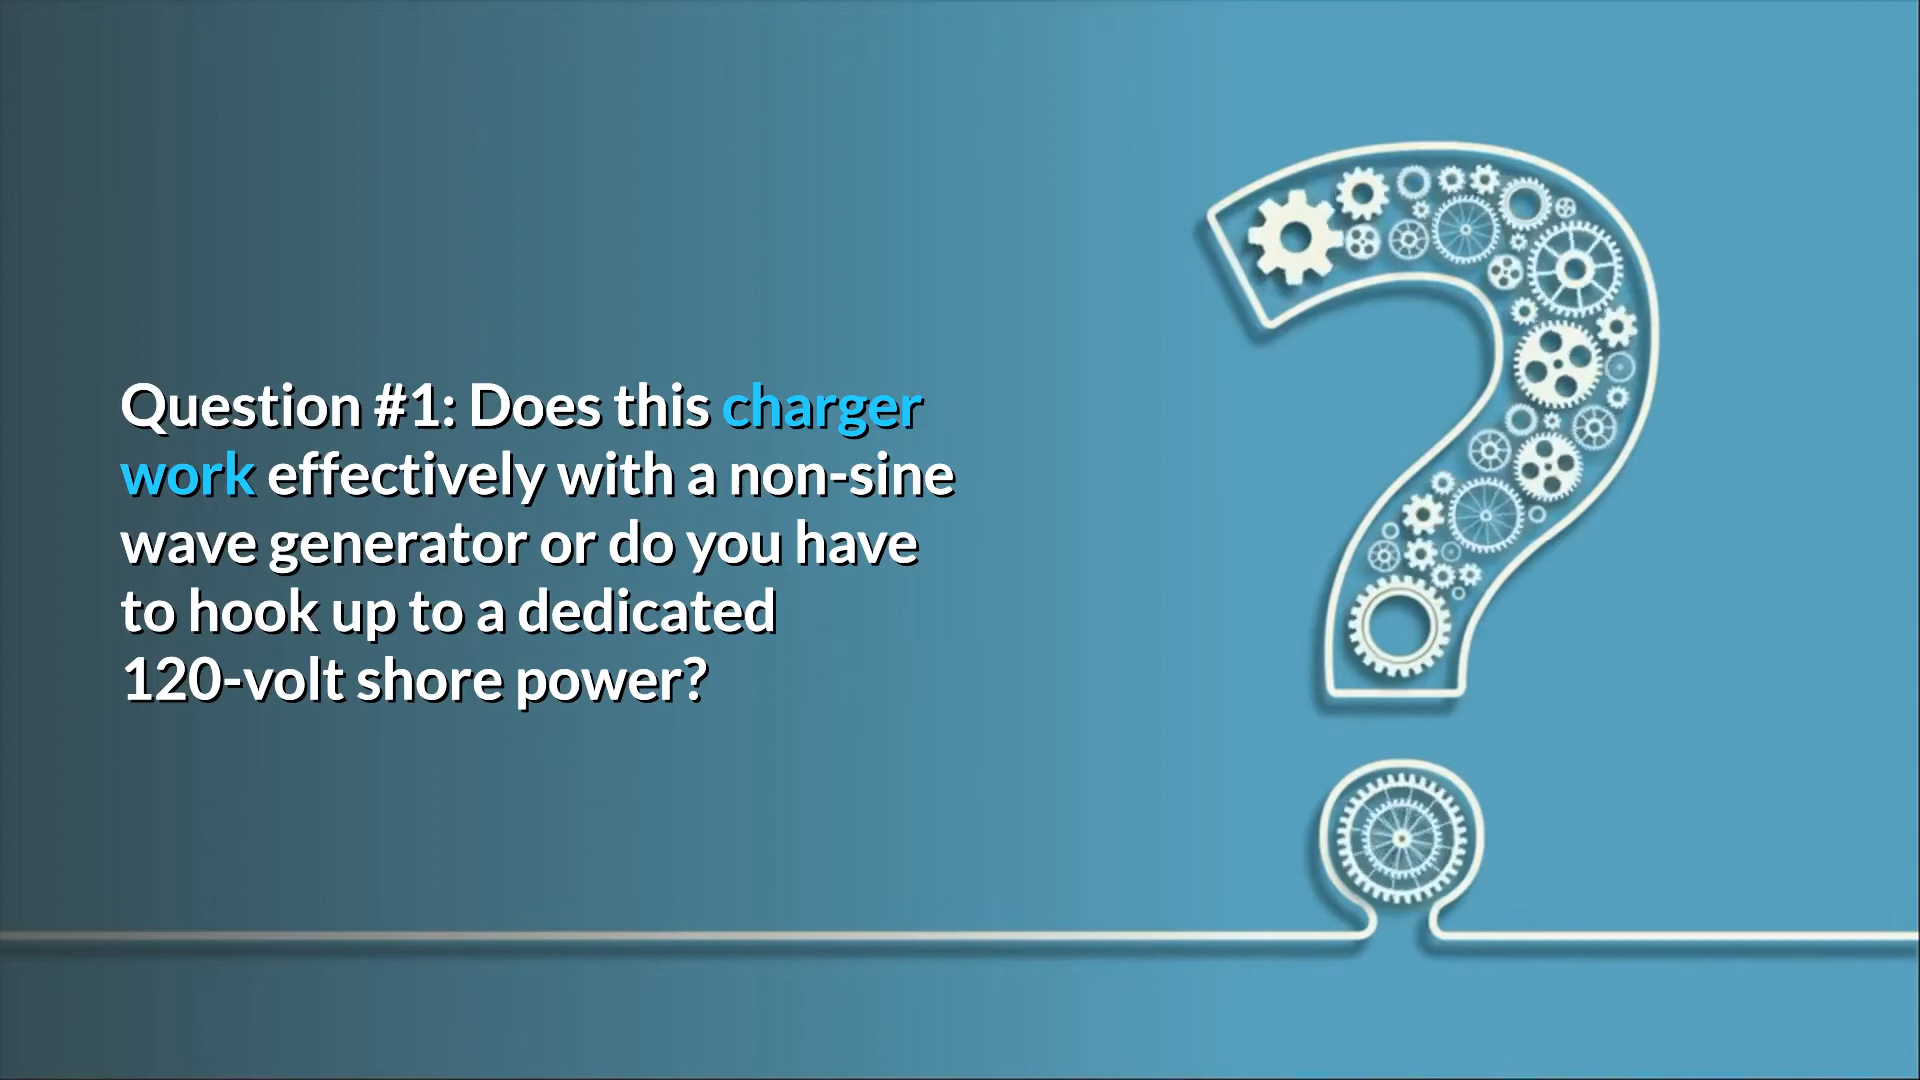 Question #1: Does this charger
work effectively with a non-sine
wave generator or do you have
to hook up to a dedicated
120-volt shore power?